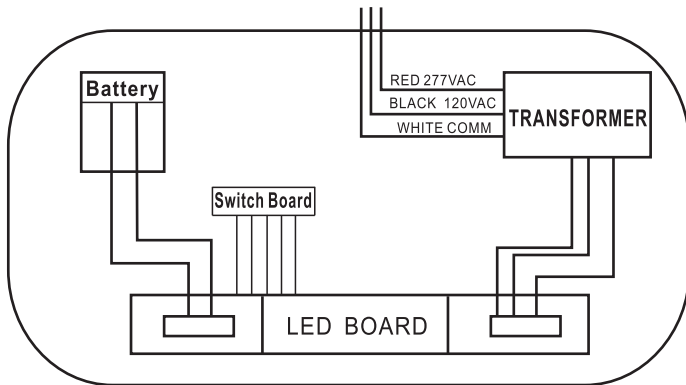 RED 277VAC
Battery
BLACK 120VAC
TRANSFORMER
WHITE COMM
Switch Board
LED BOARD